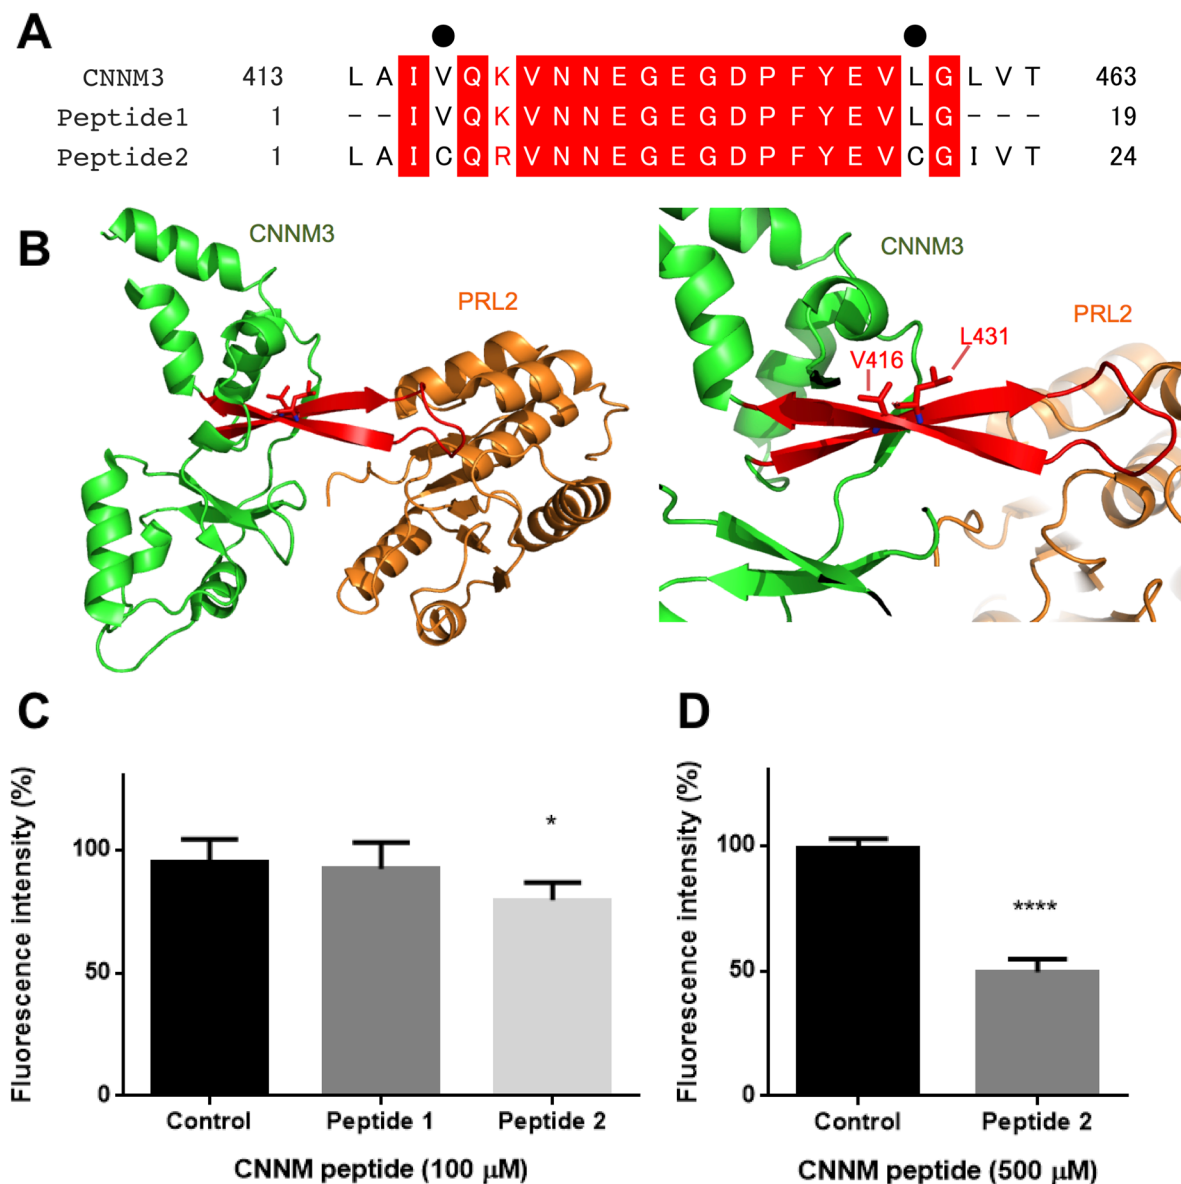 A
CNNM3 413 L A I V Q K V N N E G E G D P F Y E V L G L V T 463
Peptide1 1 - - I V Q K V N N E G E G D P F Y E V L G - - - 19
Peptide2 1 L A I C Q R V N N E G E G D P F Y E V C G I V T 24
B
CNNM3
PRL2
CNNM3
PRL2
V416
L431
C
Fluorescence intensity (%)
100
50
0
*
Control Peptide 1 Peptide 2
CNNM peptide (100 µM)
D
Fluorescence intensity (%)
100
50
0
****
Control Peptide 2
CNNM peptide (500 µM)